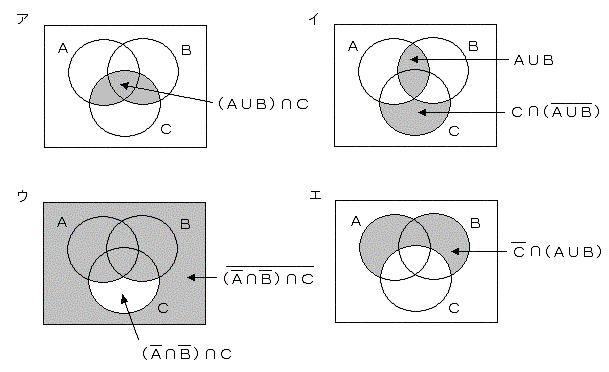 ア
A
B
C
(A∪B)∩C
イ
A
B
C
A∪B
C∩(A̅∪̅B̅)
ウ
A
B
C
(̅A̅∩B̅)̅∩̅C̅
(A̅∩B̅)∩C
エ
A
B
C
C̅∩(A∪B)